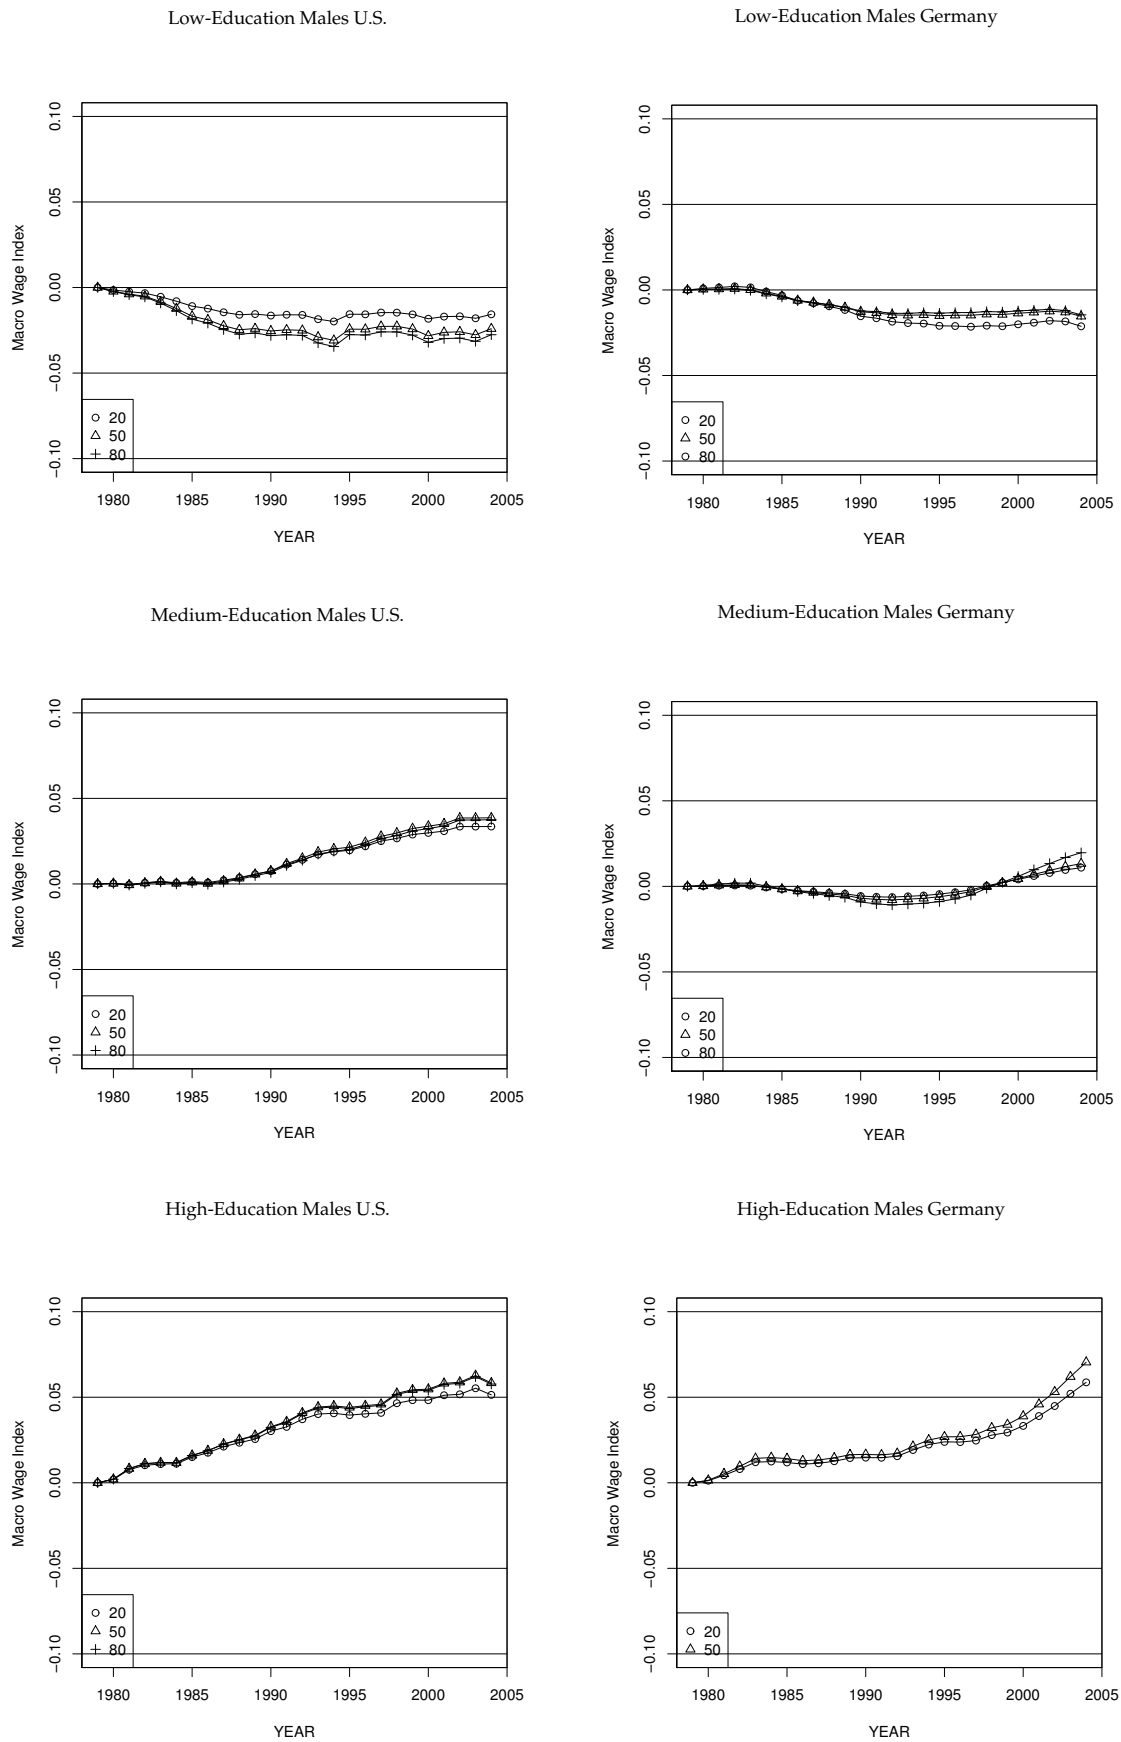 Low-Education Males U.S.
Macro Wage Index
0.10
0.05
0.00
−0.05
−0.10
20
50
80
1980 1985 1990 1995 2000 2005
YEAR
Low-Education Males Germany
Macro Wage Index
0.10
0.05
0.00
−0.05
−0.10
20
50
80
1980 1985 1990 1995 2000 2005
YEAR
Medium-Education Males U.S.
Macro Wage Index
0.10
0.05
0.00
−0.05
−0.10
20
50
80
1980 1985 1990 1995 2000 2005
YEAR
Medium-Education Males Germany
Macro Wage Index
0.10
0.05
0.00
−0.05
−0.10
20
50
80
1980 1985 1990 1995 2000 2005
YEAR
High-Education Males U.S.
Macro Wage Index
0.10
0.05
0.00
−0.05
−0.10
20
50
80
1980 1985 1990 1995 2000 2005
YEAR
High-Education Males Germany
Macro Wage Index
0.10
0.05
0.00
−0.05
−0.10
20
50
1980 1985 1990 1995 2000 2005
YEAR